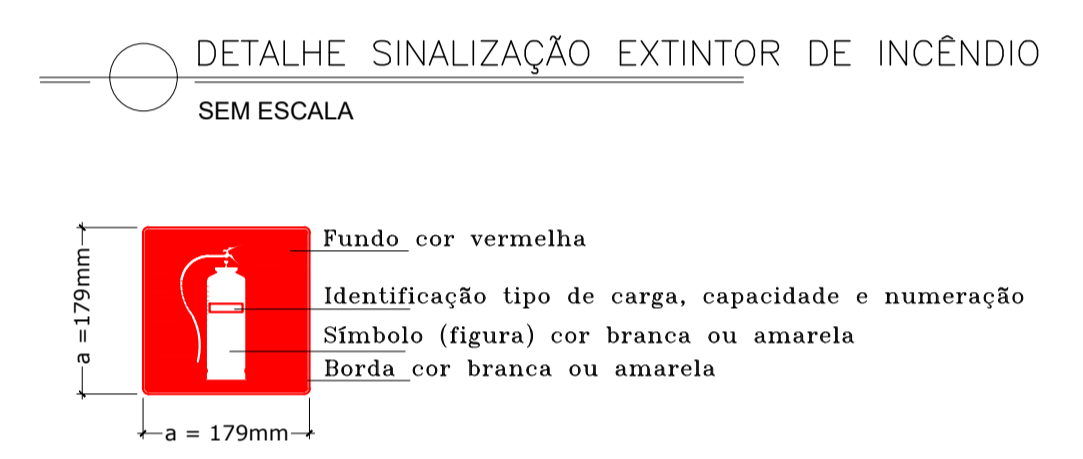 DETALHE SINALIZAÇÃO EXTINTOR DE INCÊNDIO
SEM ESCALA
a =179mm
Fundo cor vermelha
Identificação tipo de carga, capacidade e numeração
Símbolo (figura) cor branca ou amarela
Borda cor branca ou amarela
a = 179mm